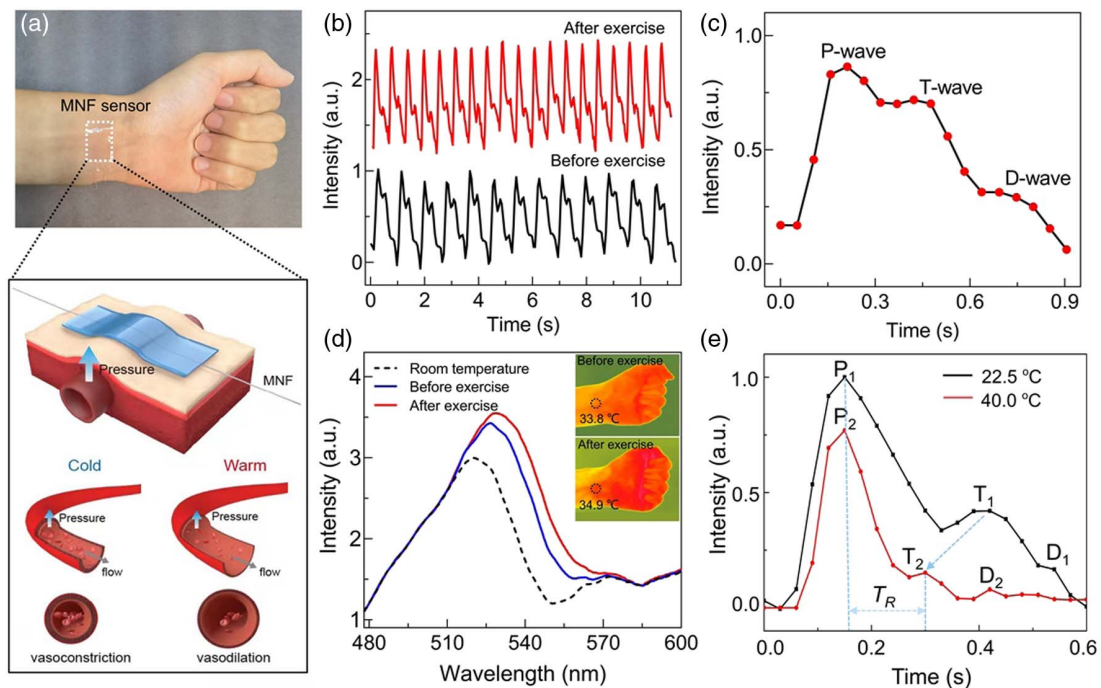 (a)
MNF sensor
Pressure
MNF
Cold
Warm
Pressure
flow
Pressure
flow
vasoconstriction
vasodilation
(b)
After exercise
Before exercise
Intensity (a.u.)
2
1
0
0 2 4 6 8 10
Time (s)
(c)
P-wave
T-wave
D-wave
Intensity (a.u.)
1.0
0.5
0.0
0.0 0.3 0.6 0.9
Time (s)
(d)
Room temperature
Before exercise
After exercise
Before exercise
33.8 ℃
After exercise
34.9 ℃
Intensity (a.u.)
4
3
2
1
480 510 540 570 600
Wavelength (nm)
(e)
22.5 °C
40.0 °C
P1
P2
T1
T2
D1
D2
TR
Intensity (a.u.)
1.0
0.5
0.0
0.0 0.2 0.4 0.6
Time (s)